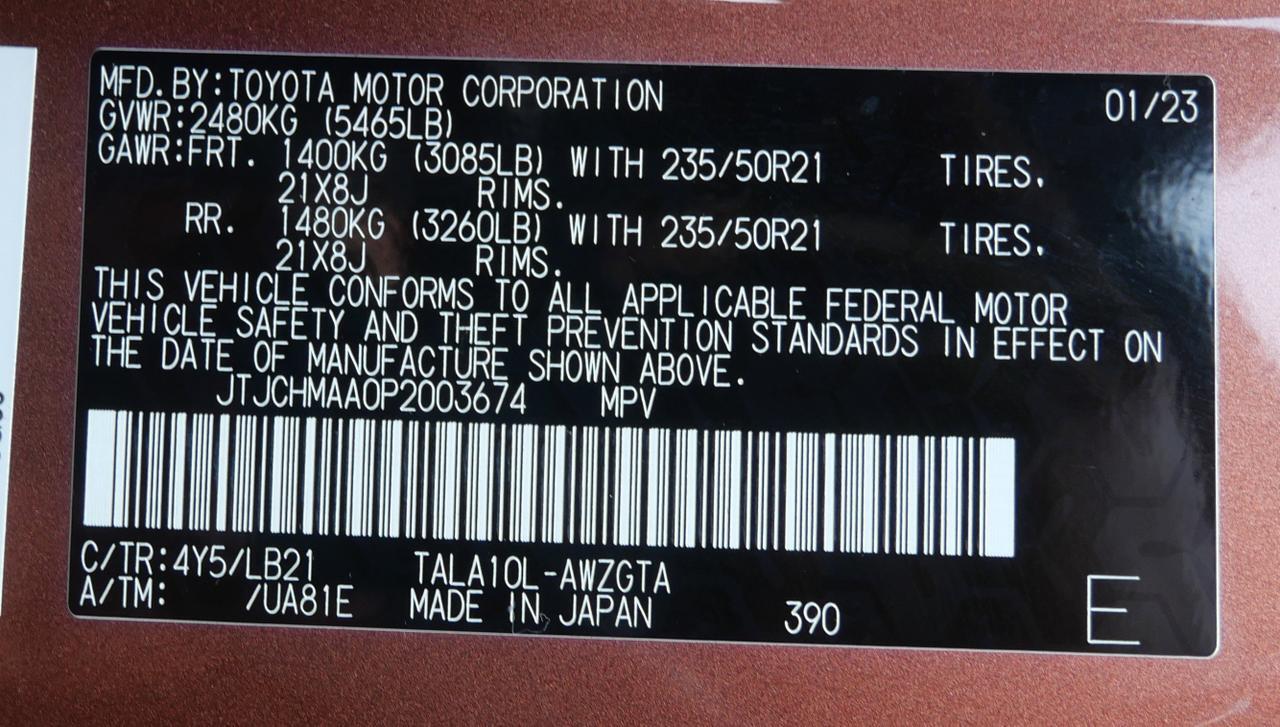 MFD.BY:TOYOTA MOTOR CORPORATION 01/23
GVWR:2480KG (5465LB)
GAWR:FRT. 1400KG (3085LB) WITH 235/50R21 TIRES.
21X8J RIMS.
RR. 1480KG (3260LB) WITH 235/50R21 TIRES.
21X8J RIMS.
THIS VEHICLE CONFORMS TO ALL APPLICABLE FEDERAL MOTOR
VEHICLE SAFETY AND THEFT PREVENTION STANDARDS IN EFFECT ON
THE DATE OF MANUFACTURE SHOWN ABOVE.
JTJCHMAA0P2003674 MPV
C/TR:4Y5/LB21 TALA10L-AWZGTA
A/TM: /UA81E MADE IN JAPAN 390 E